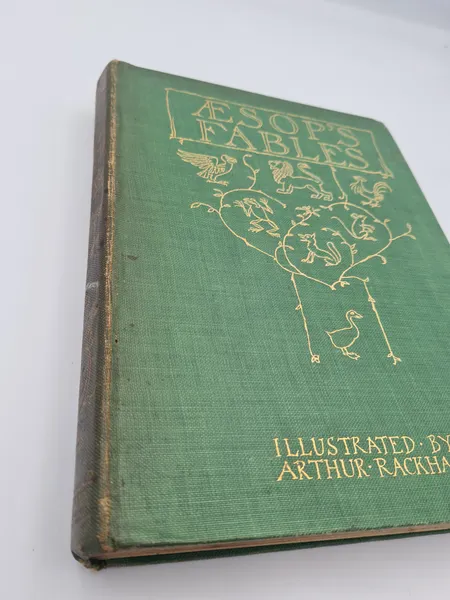 ÆSOP'S
FABLES
ILLUSTRATED · BY
ARTHUR · RACKHA